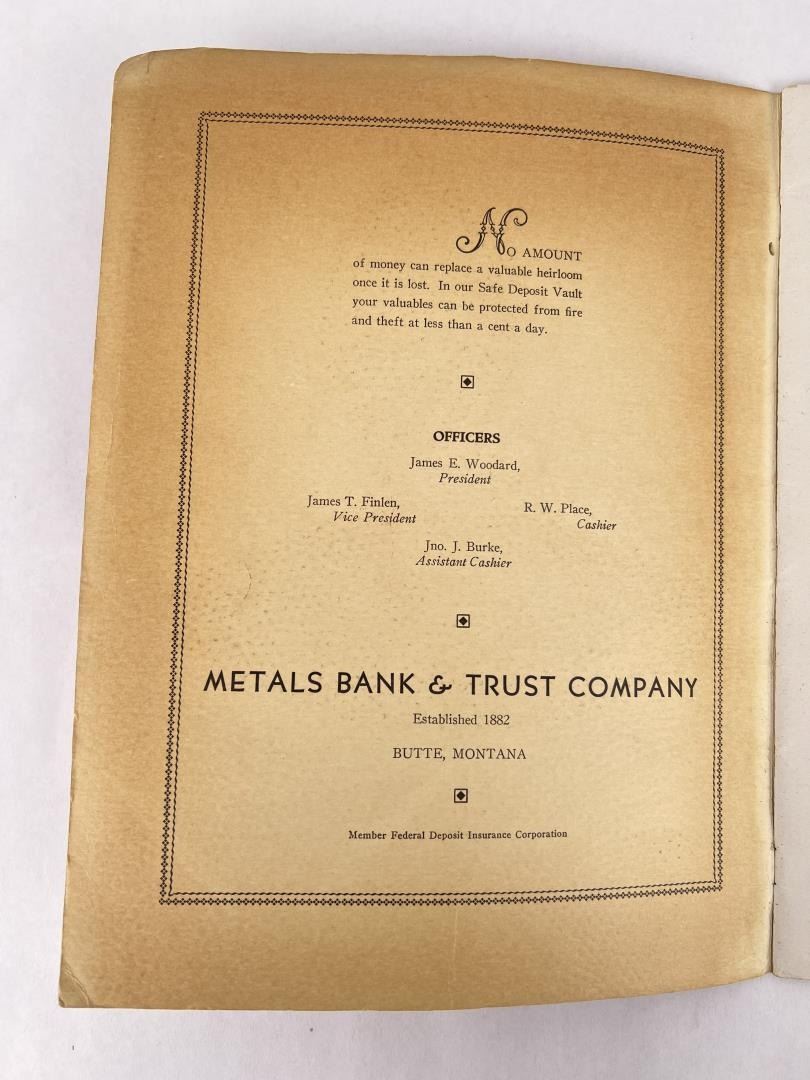 No amount
of money can replace a valuable heirloom
once it is lost. In our Safe Deposit Vault
your valuables can be protected from fire
and theft at less than a cent a day.
OFFICERS
James E. Woodard,
President
James T. Finlen,
Vice President
R. W. Place,
Cashier
Jno. J. Burke,
Assistant Cashier
METALS BANK & TRUST COMPANY
Established 1882
BUTTE, MONTANA
Member Federal Deposit Insurance Corporation